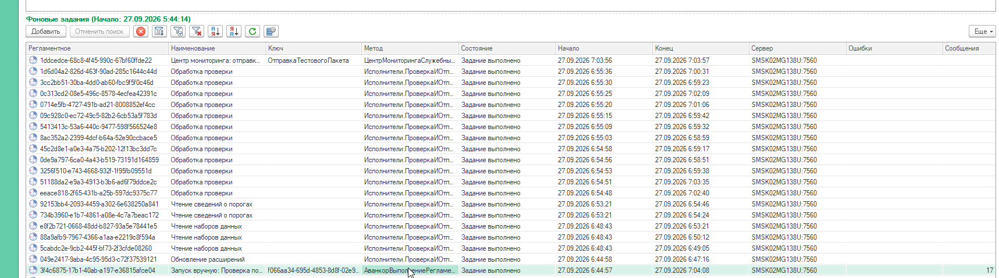 Фоновые задания (Начало: 27.09.2026 5:44:14)
Добавить Отменить поиск Еще
Регламентное Наименование Ключ Метод Состояние Начало Конец Сервер Ошибки Сообщения
1ddcedce-68c8-4f45-990c-67bf60ffde22 Центр мониторинга: отправк... ОтправкаТестовогоПакета ЦентрМониторингаСлужебны... Задание выполнено 27.09.2026 7:03:56 27.09.2026 7:03:57 SMSK02MG138U:7560
1d6d04a2-826d-463f-90ad-285c1644c44d Обработка проверки Исполнители.ПроверкаИОтп... Задание выполнено 27.09.2026 6:55:36 27.09.2026 7:00:31 SMSK02MG138U:7560
3cc2bb51-30ba-4dd0-ab60-fbc9f5f0c46d Обработка проверки Исполнители.ПроверкаИОтп... Задание выполнено 27.09.2026 6:55:30 27.09.2026 6:59:23 SMSK02MG138U:7560
0c313cd2-08e5-496c-8578-4ecfea42391c Обработка проверки Исполнители.ПроверкаИОтп... Задание выполнено 27.09.2026 6:55:25 27.09.2026 7:02:09 SMSK02MG138U:7560
0714e5fb-4727-491b-ad21-8008852ef4cc Обработка проверки Исполнители.ПроверкаИОтп... Задание выполнено 27.09.2026 6:55:20 27.09.2026 7:01:06 SMSK02MG138U:7560
09c928c0-ec72-49c5-82b2-6cb53a5f783d Обработка проверки Исполнители.ПроверкаИОтп... Задание выполнено 27.09.2026 6:55:15 27.09.2026 6:59:42 SMSK02MG138U:7560
5413413c-53a6-440c-9477-598f566524e8 Обработка проверки Исполнители.ПроверкаИОтп... Задание выполнено 27.09.2026 6:55:09 27.09.2026 6:59:32 SMSK02MG138U:7560
8ac352a2-2399-4dcf-b64a-52e90ccbace5 Обработка проверки Исполнители.ПроверкаИОтп... Задание выполнено 27.09.2026 6:55:03 27.09.2026 6:58:59 SMSK02MG138U:7560
45c2d8e1-a0e3-4a75-b202-12f13bc3dd7c Обработка проверки Исполнители.ПроверкаИОтп... Задание выполнено 27.09.2026 6:54:58 27.09.2026 6:59:17 SMSK02MG138U:7560
0de9a797-6ca0-4a43-b519-73191d164859 Обработка проверки Исполнители.ПроверкаИОтп... Задание выполнено 27.09.2026 6:54:56 27.09.2026 6:58:51 SMSK02MG138U:7560
3256f510-e743-4668-932f-1f95fb09551d Обработка проверки Исполнители.ПроверкаИОтп... Задание выполнено 27.09.2026 6:54:53 27.09.2026 6:59:38 SMSK02MG138U:7560
51188da2-e9a3-4913-b3b6-ad6f79ddce2c Обработка проверки Исполнители.ПроверкаИОтп... Задание выполнено 27.09.2026 6:54:51 27.09.2026 7:03:35 SMSK02MG138U:7560
eeace818-2f65-431b-a25b-597dc9375c77 Обработка проверки Исполнители.ПроверкаИОтп... Задание выполнено 27.09.2026 6:54:48 27.09.2026 7:02:40 SMSK02MG138U:7560
92153bb4-2093-4459-a302-6e638250a841 Чтение сведений о порогах Исполнители.ПроверкаИОтп... Задание выполнено 27.09.2026 6:53:21 27.09.2026 6:54:46 SMSK02MG138U:7560
734b3960-e1b7-4861-a08e-4c7a7beac172 Чтение сведений о порогах Исполнители.ПроверкаИОтп... Задание выполнено 27.09.2026 6:53:21 27.09.2026 6:54:24 SMSK02MG138U:7560
e8f2b721-0668-48dd-b827-93a5e78441e5 Чтение наборов данных Исполнители.ПроверкаИОтп... Задание выполнено 27.09.2026 6:48:43 27.09.2026 6:53:21 SMSK02MG138U:7560
88a9afb9-7967-4366-a1aa-e2219c8f594a Чтение наборов данных Исполнители.ПроверкаИОтп... Задание выполнено 27.09.2026 6:48:43 27.09.2026 6:50:12 SMSK02MG138U:7560
5cabdc2e-9cb2-445f-bf73-2f3cfde08260 Чтение наборов данных Исполнители.ПроверкаИОтп... Задание выполнено 27.09.2026 6:48:43 27.09.2026 6:49:05 SMSK02MG138U:7560
049e2417-9aba-4c95-95d3-c72f37539121 Обновление расширений Исполнители.ПроверкаИОтп... Задание выполнено 27.09.2026 6:44:58 27.09.2026 6:47:16 SMSK02MG138U:7560
3f4c6875-17b1-40ab-a197-e36815afce04 Запуск вручную: Проверка по... f066aa34-695d-4853-8d8f-02e9... АванкорВыполнениеРегламе... Задание выполнено 27.09.2026 6:44:57 27.09.2026 7:04:08 SMSK02MG138U:7560 17